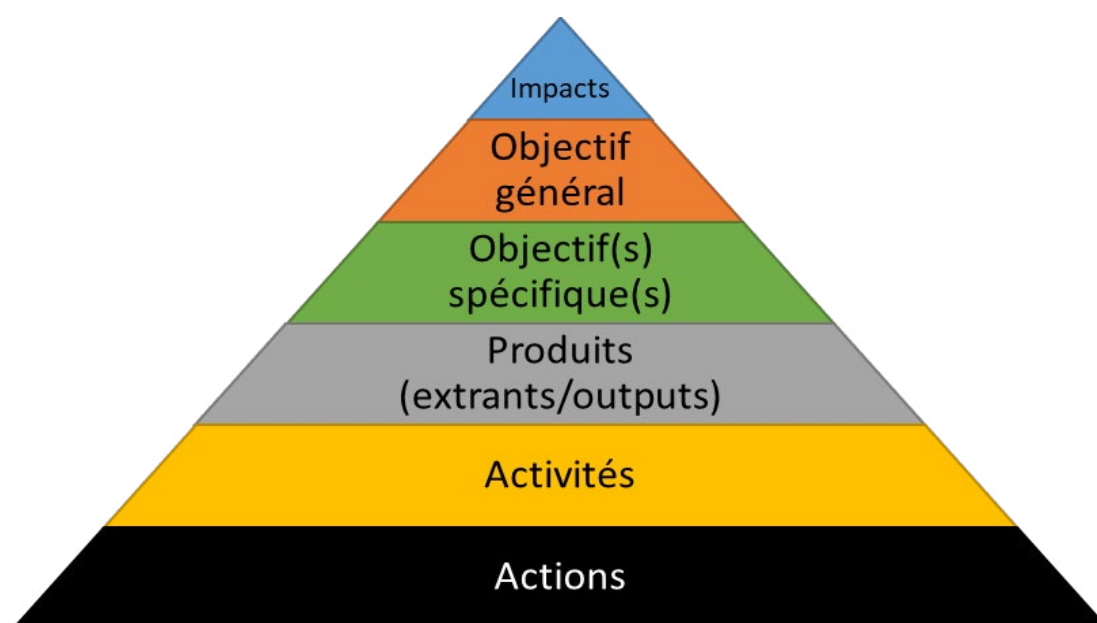 Impacts
Objectif
général
Objectif(s)
spécifique(s)
Produits
(extrants/outputs)
Activités
Actions